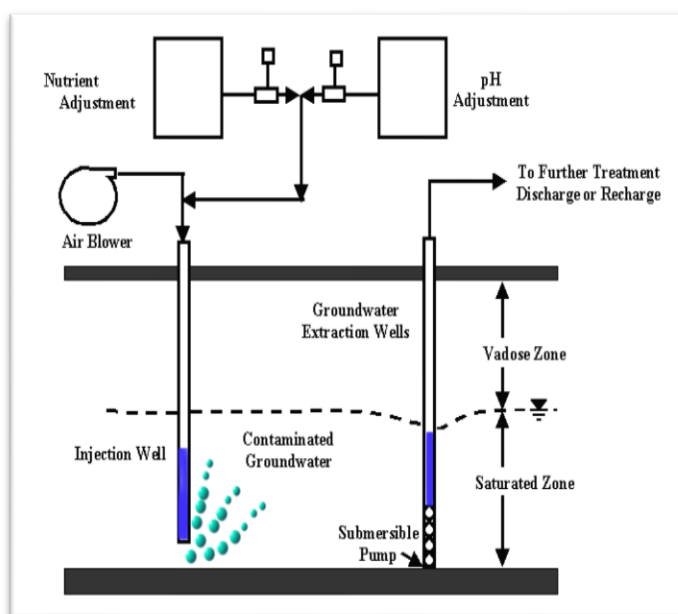 Nutrient
Adjustment
pH
Adjustment
To Further Treatment
Discharge or Recharge
Air Blower
Groundwater
Extraction Wells
Vadose Zone
Injection Well
Contaminated
Groundwater
Saturated Zone
Submersible
Pump